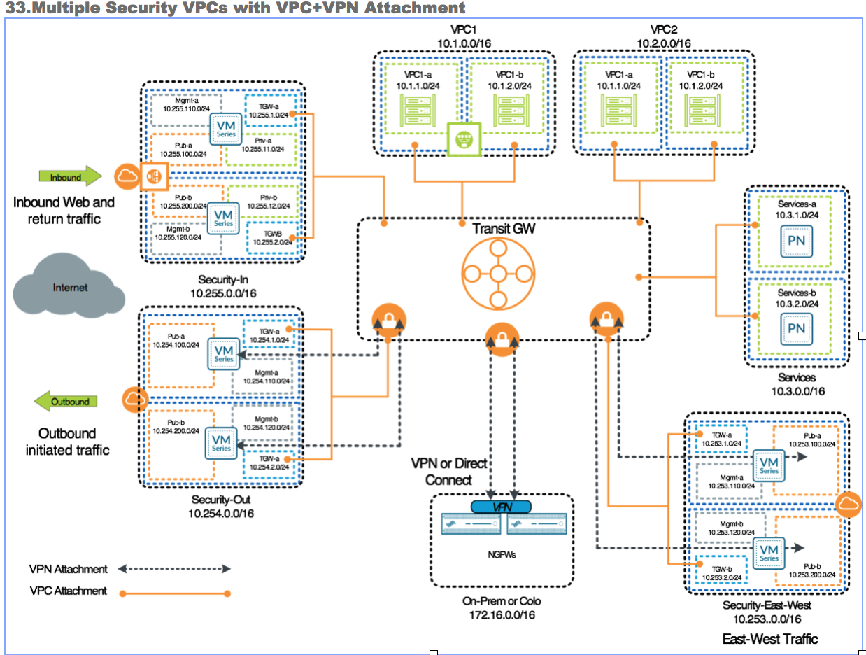 33.Multiple Security VPCs with VPC+VPN Attachment
VPC1
10.1.0.0/16
VPC1-a
10.1.1.0/24
VPC1-b
10.1.2.0/24
VPC2
10.2.0.0/16
VPC1-a
10.1.1.0/24
VPC1-b
10.1.2.0/24
Mgmt-a
10.255.110.0/24
TGW-a
10.255.1.0/24
VM
Series
Pub-a
10.255.100.0/24
Priv-a
10.255.11.0/24
Pub-b
10.255.200.0/24
Priv-b
10.255.12.0/24
VM
Series
Mgmt-b
10.255.120.0/24
TGWB
10.255.2.0/24
Security-In
10.255.0.0/16
Inbound
Inbound Web and
return traffic
Internet
Outbound
Outbound
initiated traffic
Transit GW
Services-a
10.3.1.0/24
PN
Services-b
10.3.2.0/24
PN
Services
10.3.0.0/16
Pub-a
10.254.100.0/24
TGW-a
10.254.1.0/24
VM
Series
Mgmt-a
10.254.110.0/24
Pub-b
10.254.200.0/24
Mgmt-b
10.254.120.0/24
VM
Series
TGW-a
10.254.2.0/24
Security-Out
10.254.0.0/16
VPN or Direct
Connect
VPN
NGFWs
On-Prem or Colo
172.16.0.0/16
TGW-a
10.253.1.0/24
Pub-a
10.253.100.0/24
VM
Series
Mgmt-a
10.253.110.0/24
Mgmt-b
10.253.120.0/24
VM
Series
TGW-b
10.253.2.0/24
Pub-b
10.253.200.0/24
Security-East-West
10.253..0.0/16
East-West Traffic
VPN Attachment
VPC Attachment